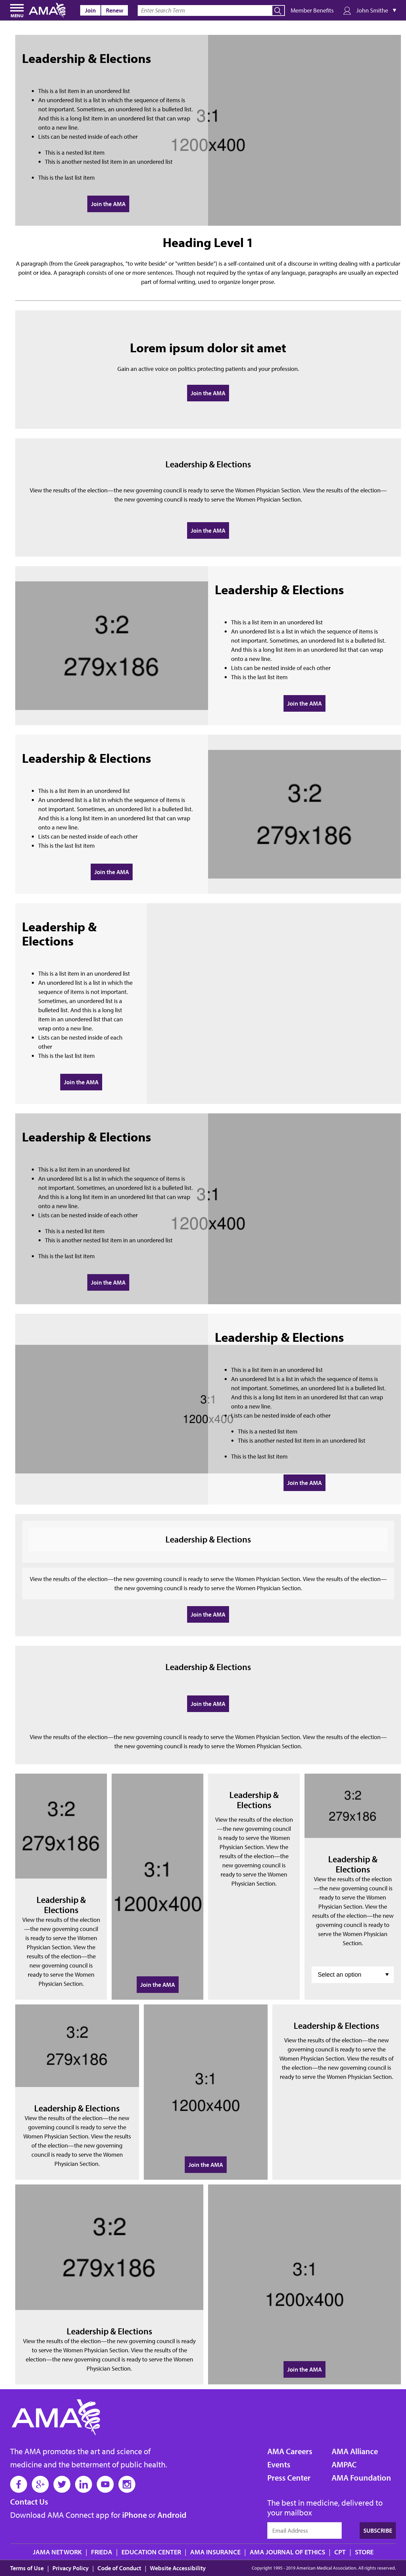 MENU
AMA
Join
Renew
Enter Search Term
Member Benefits
John Smithe
Leadership & Elections
This is a list item in an unordered list
An unordered list is a list in which the sequence of items is
not important. Sometimes, an unordered list is a bulleted list.
And this is a long list item in an unordered list that can wrap
onto a new line.
Lists can be nested inside of each other
This is a nested list item
This is another nested list item in an unordered list
This is the last list item
Join the AMA
3:1
1200x400
Heading Level 1
A paragraph (from the Greek paragraphos, "to write beside" or "written beside") is a self-contained unit of a discourse in writing dealing with a particular
point or idea. A paragraph consists of one or more sentences. Though not required by the syntax of any language, paragraphs are usually an expected
part of formal writing, used to organize longer prose.
Lorem ipsum dolor sit amet
Gain an active voice on politics protecting patients and your profession.
Join the AMA
Leadership & Elections
View the results of the election—the new governing council is ready to serve the Women Physician Section. View the results of the election—
the new governing council is ready to serve the Women Physician Section.
Join the AMA
3:2
279x186
Leadership & Elections
This is a list item in an unordered list
An unordered list is a list in which the sequence of items is
not important. Sometimes, an unordered list is a bulleted list.
And this is a long list item in an unordered list that can wrap
onto a new line.
Lists can be nested inside of each other
This is the last list item
Join the AMA
Leadership & Elections
This is a list item in an unordered list
An unordered list is a list in which the sequence of items is
not important. Sometimes, an unordered list is a bulleted list.
And this is a long list item in an unordered list that can wrap
onto a new line.
Lists can be nested inside of each other
This is the last list item
Join the AMA
3:2
279x186
Leadership &
Elections
This is a list item in an unordered list
An unordered list is a list in which the
sequence of items is not important.
Sometimes, an unordered list is a
bulleted list. And this is a long list
item in an unordered list that can
wrap onto a new line.
Lists can be nested inside of each
other
This is the last list item
Join the AMA
Leadership & Elections
This is a list item in an unordered list
An unordered list is a list in which the sequence of items is
not important. Sometimes, an unordered list is a bulleted list.
And this is a long list item in an unordered list that can wrap
onto a new line.
Lists can be nested inside of each other
This is a nested list item
This is another nested list item in an unordered list
This is the last list item
Join the AMA
3:1
1200x400
Leadership & Elections
This is a list item in an unordered list
An unordered list is a list in which the sequence of items is
not important. Sometimes, an unordered list is a bulleted list.
And this is a long list item in an unordered list that can wrap
onto a new line.
Lists can be nested inside of each other
This is a nested list item
This is another nested list item in an unordered list
This is the last list item
Join the AMA
3:1
1200x400
Leadership & Elections
View the results of the election—the new governing council is ready to serve the Women Physician Section. View the results of the election—
the new governing council is ready to serve the Women Physician Section.
Join the AMA
Leadership & Elections
Join the AMA
View the results of the election—the new governing council is ready to serve the Women Physician Section. View the results of the election—
the new governing council is ready to serve the Women Physician Section.
3:2
279x186
Leadership &
Elections
View the results of the election
—the new governing council
is ready to serve the Women
Physician Section. View the
results of the election—the
new governing council is
ready to serve the Women
Physician Section.
3:1
1200x400
Join the AMA
Leadership &
Elections
View the results of the election
—the new governing council
is ready to serve the Women
Physician Section. View the
results of the election—the
new governing council is
ready to serve the Women
Physician Section.
3:2
279x186
Leadership &
Elections
View the results of the election
—the new governing council is
ready to serve the Women
Physician Section. View the
results of the election—the new
governing council is ready to
serve the Women Physician
Section.
Select an option
3:2
279x186
Leadership & Elections
View the results of the election—the new
governing council is ready to serve the
Women Physician Section. View the results
of the election—the new governing
council is ready to serve the Women
Physician Section.
3:1
1200x400
Join the AMA
Leadership & Elections
View the results of the election—the new
governing council is ready to serve the
Women Physician Section. View the results of
the election—the new governing council is
ready to serve the Women Physician Section.
3:2
279x186
Leadership & Elections
View the results of the election—the new governing council is ready
to serve the Women Physician Section. View the results of the
election—the new governing council is ready to serve the Women
Physician Section.
3:1
1200x400
Join the AMA
AMA
The AMA promotes the art and science of
medicine and the betterment of public health.
Contact Us
Download AMA Connect app for iPhone or Android
AMA Careers
Events
Press Center
AMA Alliance
AMPAC
AMA Foundation
The best in medicine, delivered to
your mailbox
Email Address
SUBSCRIBE
JAMA NETWORK | FRIEDA | EDUCATION CENTER | AMA INSURANCE | AMA JOURNAL OF ETHICS | CPT | STORE
Terms of Use | Privacy Policy | Code of Conduct | Website Accessibility
Copyright 1995 - 2019 American Medical Association. All rights reserved.